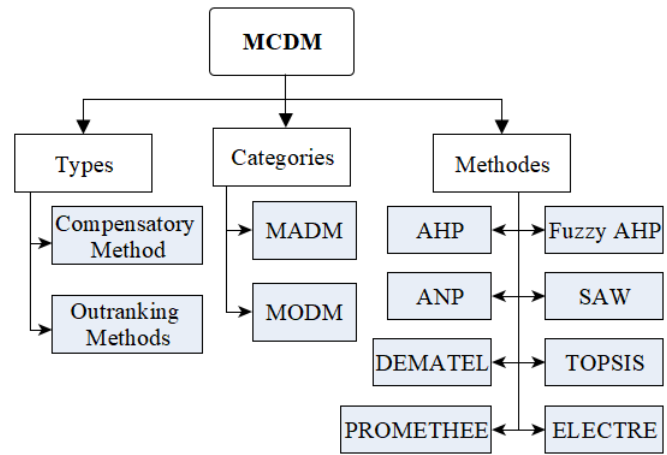 MCDM
Types
Categories
Methodes
Compensatory
Method
Outranking
Methods
MADM
MODM
AHP
Fuzzy AHP
ANP
SAW
DEMATEL
TOPSIS
PROMETHEE
ELECTRE